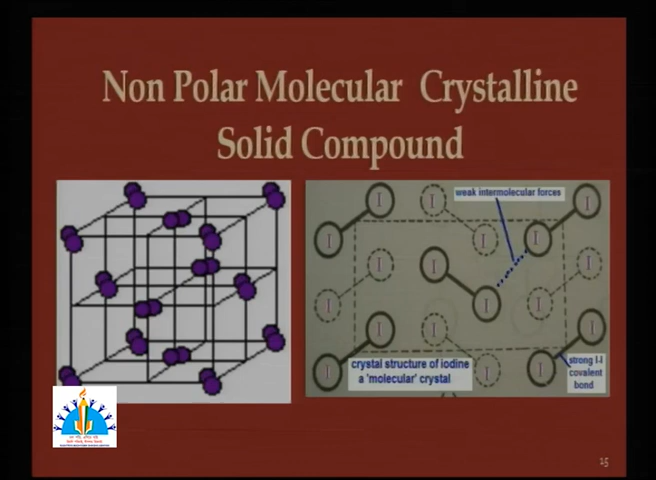 Non Polar Molecular Crystalline
Solid Compound
weak intermolecular forces
I I I I
I I I
I I
I I I
I I I
crystal structure of iodine
a 'molecular' crystal
strong I-I
covalent
bond
15